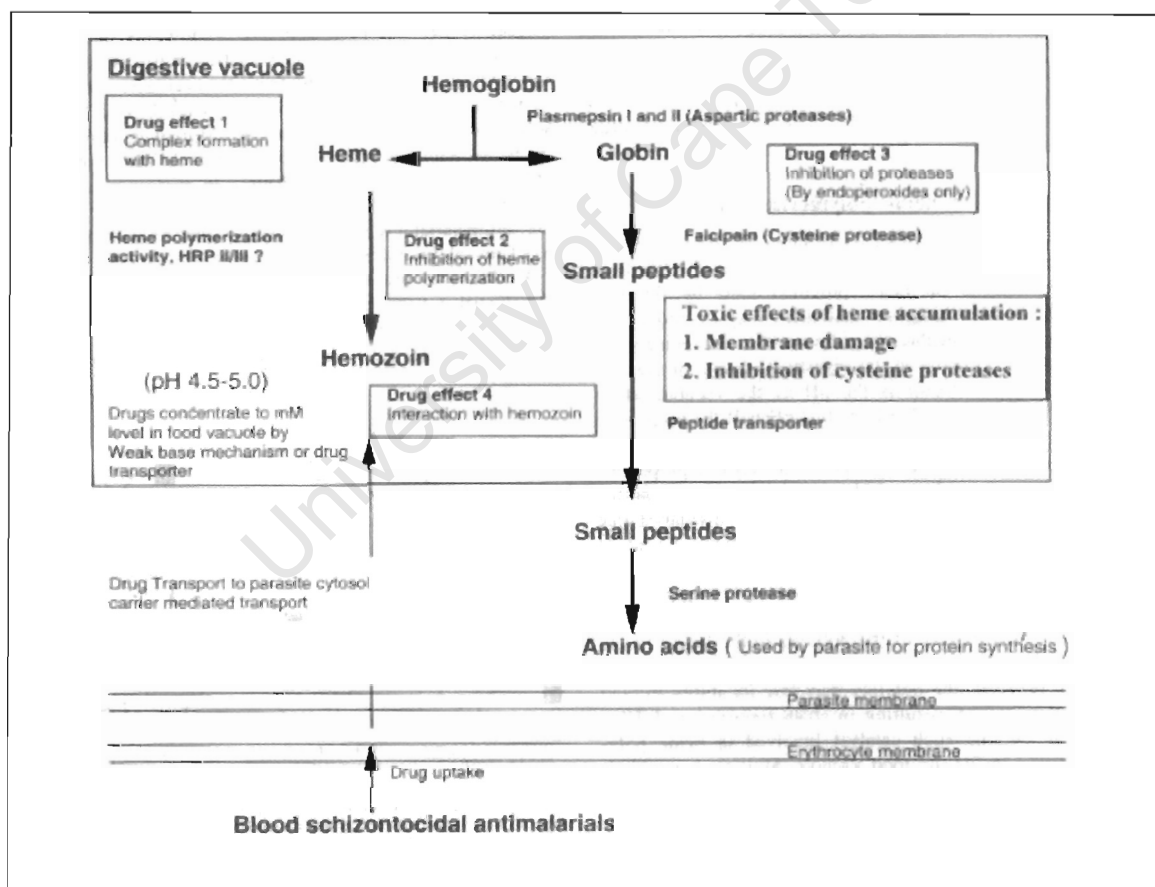 Digestive vacuole
Hemoglobin
Drug effect 1
Complex formation
with heme
Plasmepsin I and II (Aspartic proteases)
Heme
Globin
Drug effect 3
Inhibition of proteases
(By endoperoxides only)
Heme polymerization
activity, HRP II/III ?
Drug effect 2
Inhibition of heme
polymerization
Falcipain (Cysteine protease)
Small peptides
Toxic effects of heme accumulation :
1. Membrane damage
2. Inhibition of cysteine proteases
Hemozoin
(pH 4.5-5.0)
Drug effect 4
Interaction with hemozoin
Drugs concentrate to mM
level in food vacuole by
Weak base mechanism or drug
transporter
Peptide transporter
Small peptides
Drug Transport to parasite cytosol
carrier mediated transport
Serine protease
Amino acids ( Used by parasite for protein synthesis )
Parasite membrane
Erythrocyte membrane
Drug uptake
Blood schizontocidal antimalarials
University of Cape To